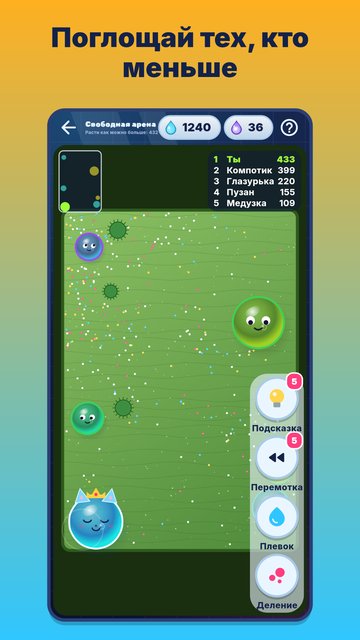 Поглощай тех, кто
меньше
Свободная арена
Расти как можно больше: 433
1240
36
?
1 Ты 433
2 Компотик 399
3 Глазурька 220
4 Пузан 155
5 Медузка 109
5
Подсказка
5
Перемотка
Плевок
Деление